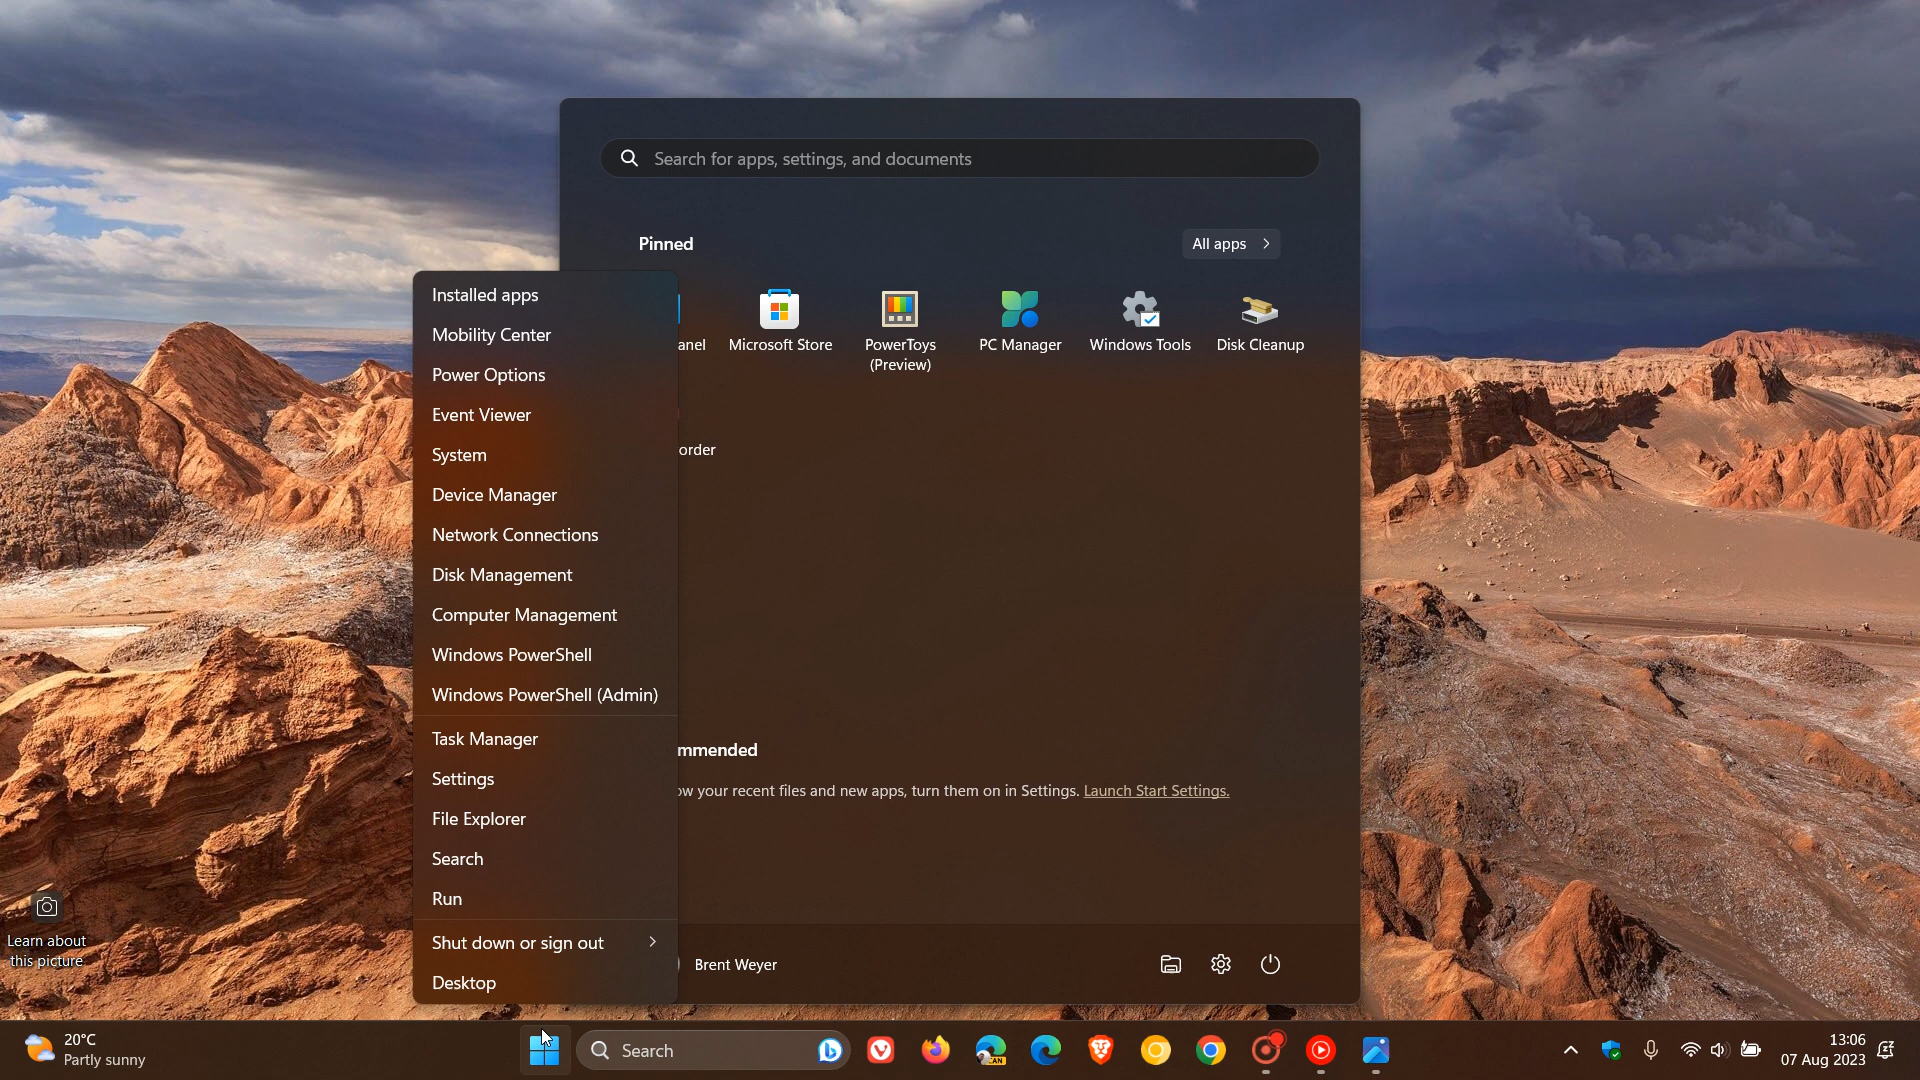 Search for apps, settings, and documents
Pinned
All apps
anel
Microsoft Store
PowerToys
(Preview)
PC Manager
Windows Tools
Disk Cleanup
order
mmended
ow your recent files and new apps, turn them on in Settings. Launch Start Settings.
Brent Weyer
Installed apps
Mobility Center
Power Options
Event Viewer
System
Device Manager
Network Connections
Disk Management
Computer Management
Windows PowerShell
Windows PowerShell (Admin)
Task Manager
Settings
File Explorer
Search
Run
Shut down or sign out
Desktop
Learn about
this picture
20°C
Partly sunny
Search
CAN
13:06
07 Aug 2023